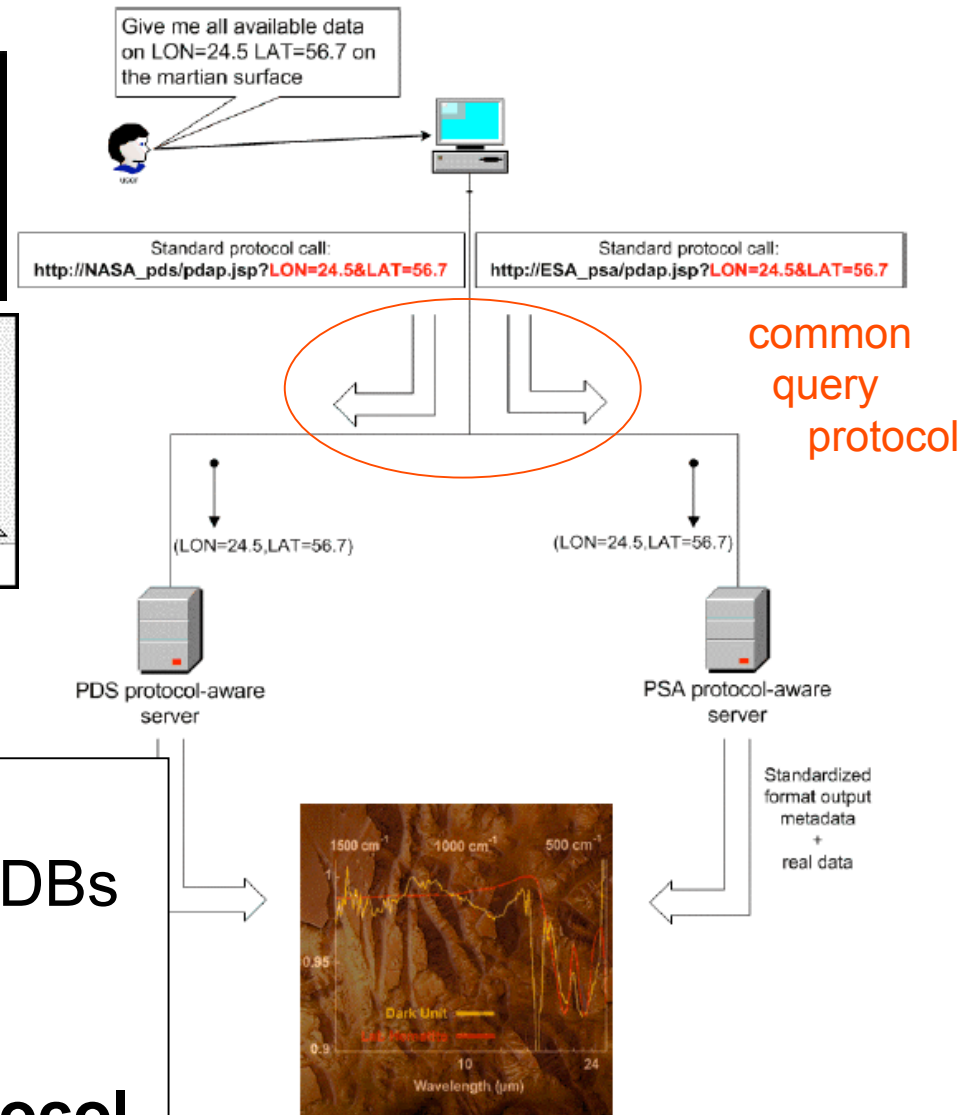 Give me all available data
on LON=24.5 LAT=56.7 on
the martian surface
user
Standard protocol call:
http://NASA_pds/pdap.jsp?LON=24.5&LAT=56.7
Standard protocol call:
http://ESA_psa/pdap.jsp?LON=24.5&LAT=56.7
common
query
protocol
(LON=24.5,LAT=56.7)
(LON=24.5,LAT=56.7)
PDS protocol-aware
server
PSA protocol-aware
server
Standardized
format output
metadata
+
real data
DBs
ocol
1500 cm⁻¹ 1000 cm⁻¹ 500 cm⁻¹
1
0.95
Dark Unit
0.9
10 24
Wavelength (µm)